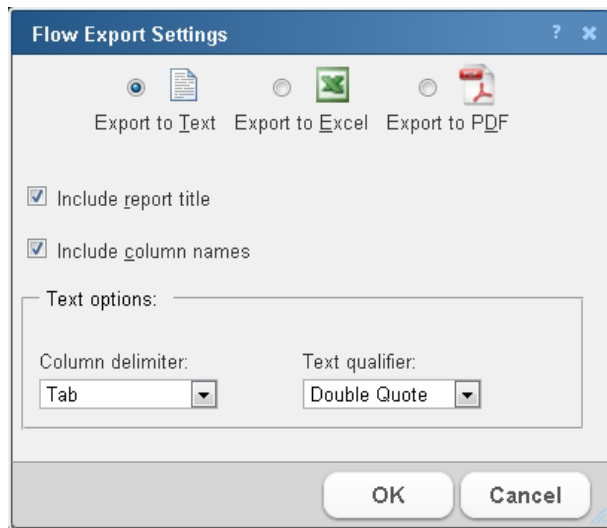 Flow Export Settings ?
Export to Text Export to Excel Export to PDF
Include report title
Include column names
Text options:
Column delimiter: Text qualifier:
Tab Double Quote
OK Cancel